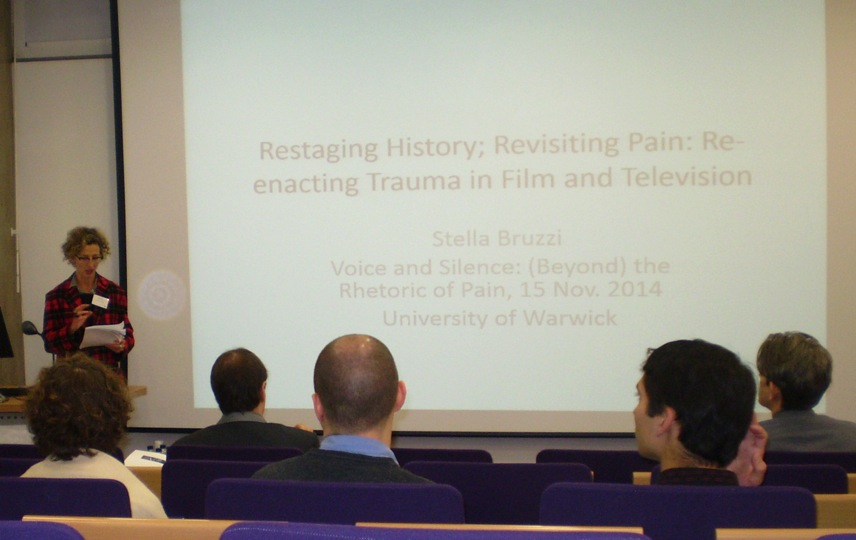 Restaging History; Revisiting Pain: Re-
enacting Trauma in Film and Television
Stella Bruzzi
Voice and Silence: (Beyond) the
Rhetoric of Pain, 15 Nov. 2014
University of Warwick